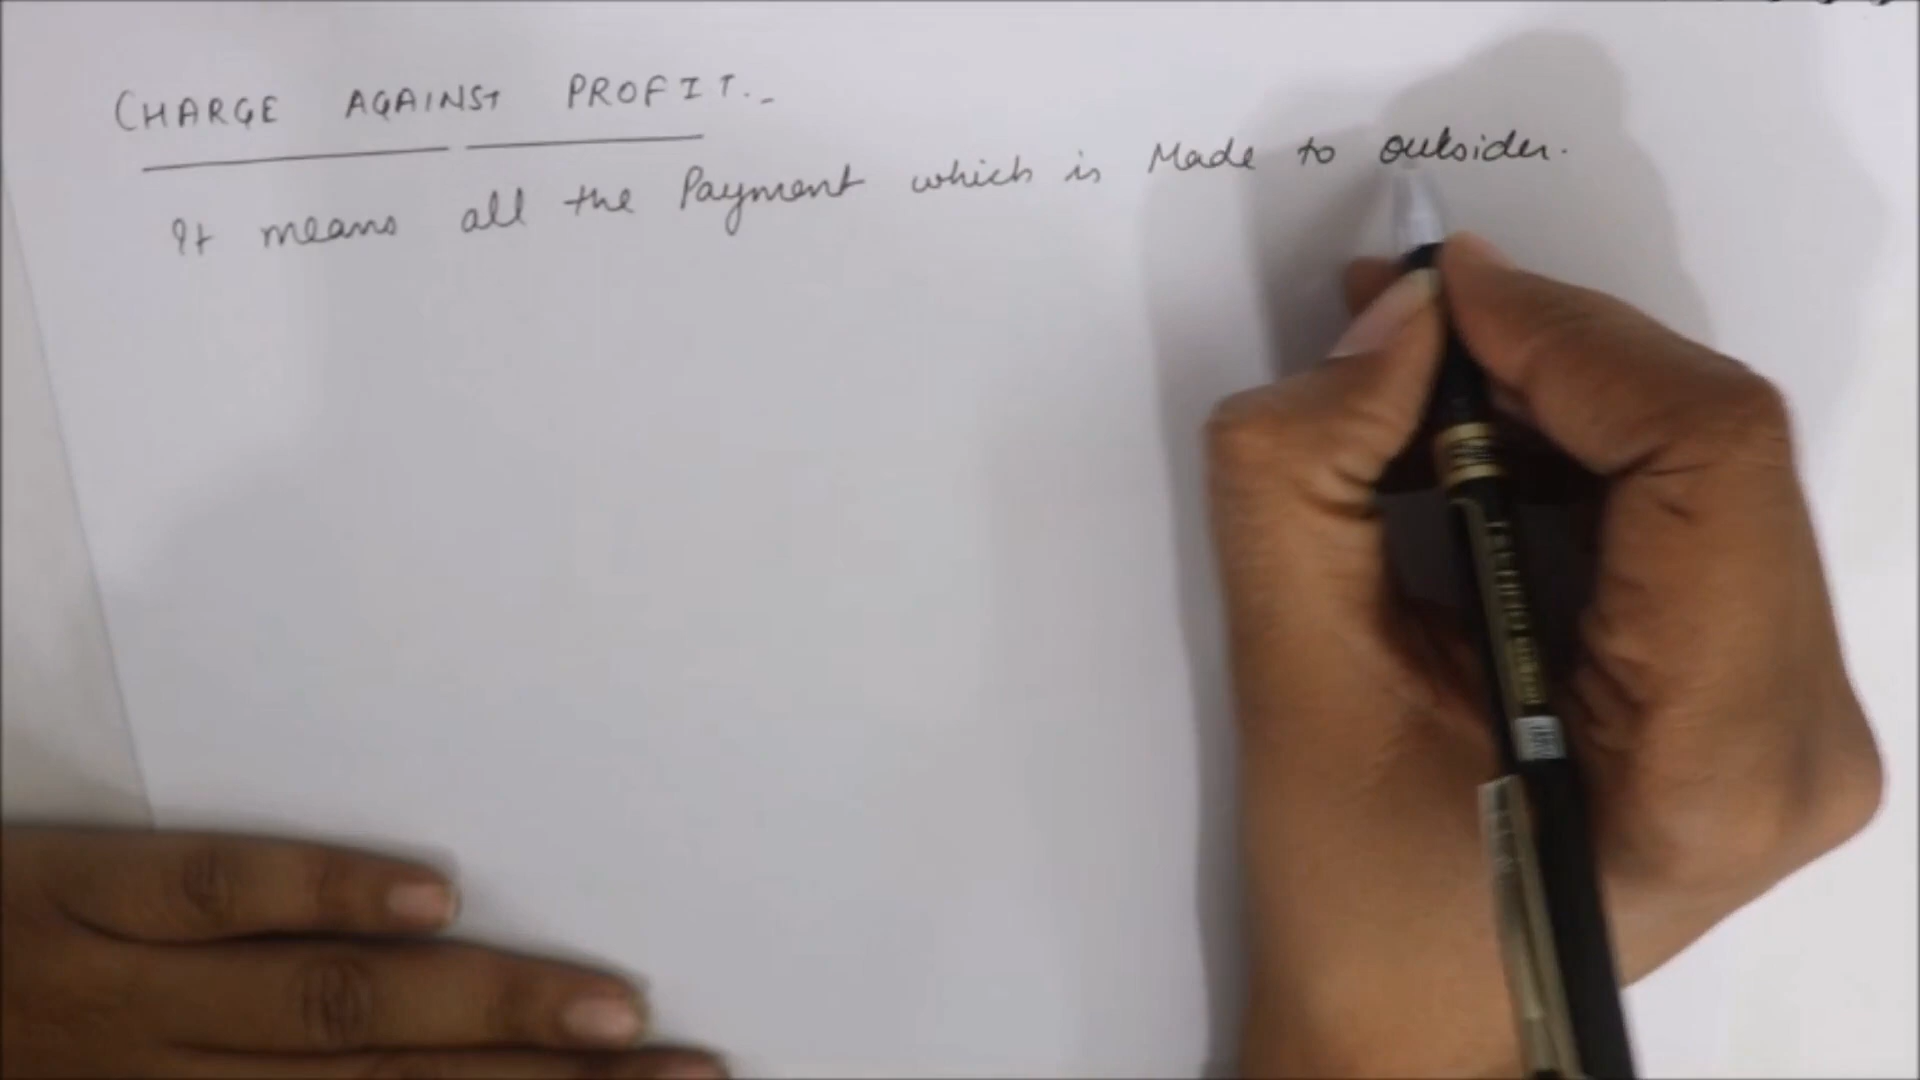 CHARGE AGAINST PROFIT.-
It means all the Payment which is Made to outsider.